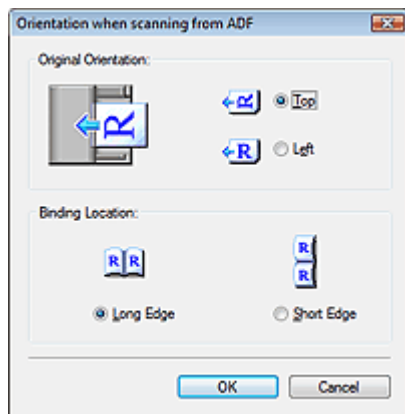 Orientation when scanning from ADF
Original Orientation:
R
R Top
R Left
Binding Location:
R R
R
R
Long Edge
Short Edge
OK
Cancel